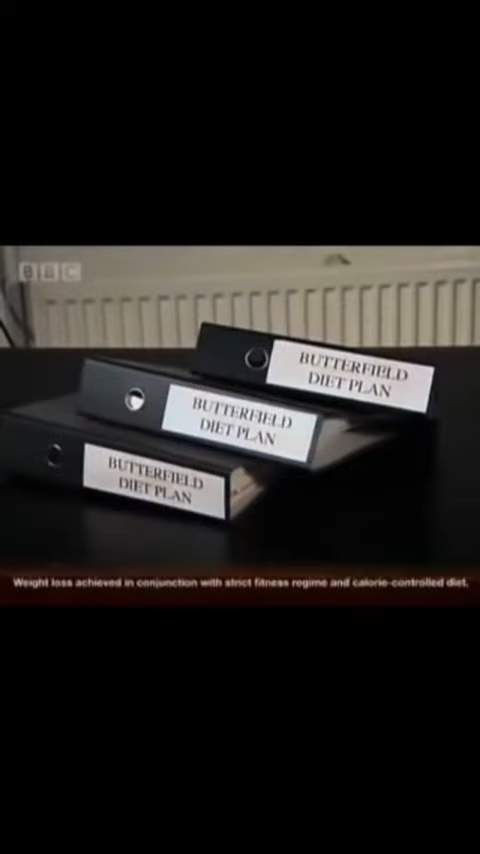 BBC
BUTTERFIELD
DIET PLAN
BUTTERFIELD
DIET PLAN
BUTTERFIELD
DIET PLAN
Weight loss achieved in conjunction with strict fitness regime and calorie-controlled diet.